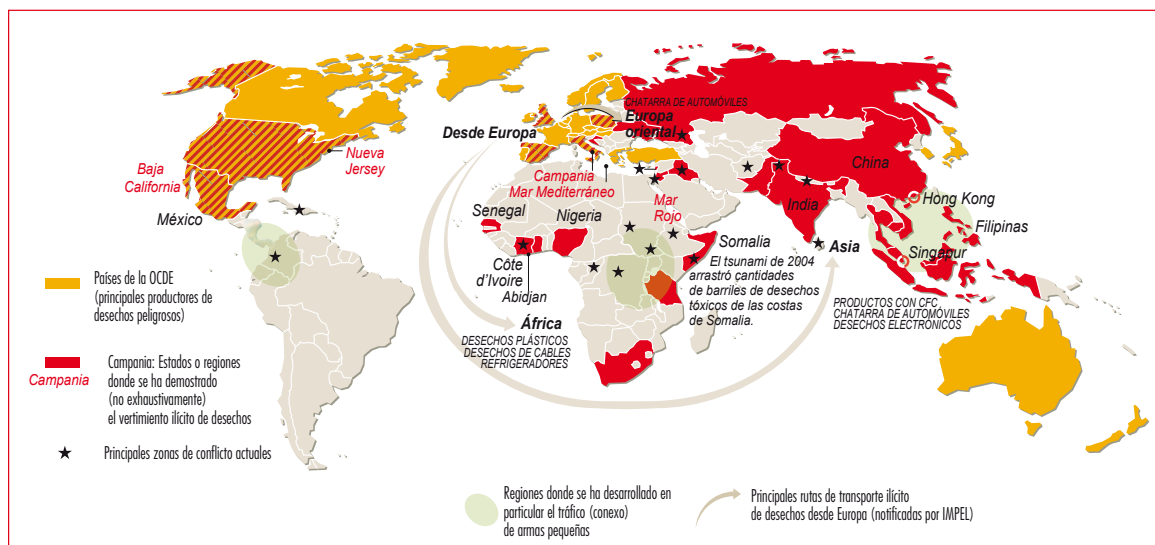 CHATARRA DE AUTOMÓVILES
Europa
oriental
Desde Europa
Nueva
Jersey
Baja
California
Campania
Mar Mediterráneo
China
México
Senegal
Nigeria
Mar
Rojo
India
Hong Kong
Filipinas
Somalia
Asia
Singapur
Côte
d'Ivoire
Abidjan
El tsunami de 2004
arrastró cantidades
de barriles de desechos
tóxicos de las costas
de Somalia.
PRODUCTOS CON CFC
CHATARRA DE AUTOMÓVILES
DESECHOS ELECTRÓNICOS
África
DESECHOS PLÁSTICOS
DESECHOS DE CABLES
REFRIGERADORES
Países de la OCDE
(principales productores de
desechos peligrosos)
Campania
Campania: Estados o regiones
donde se ha demostrado
(no exhaustivamente)
el vertimiento ilícito de desechos
Principales zonas de conflicto actuales
Regiones donde se ha desarrollado en
particular el tráfico (conexo)
de armas pequeñas
Principales rutas de transporte ilícito
de desechos desde Europa (notificadas por IMPEL)